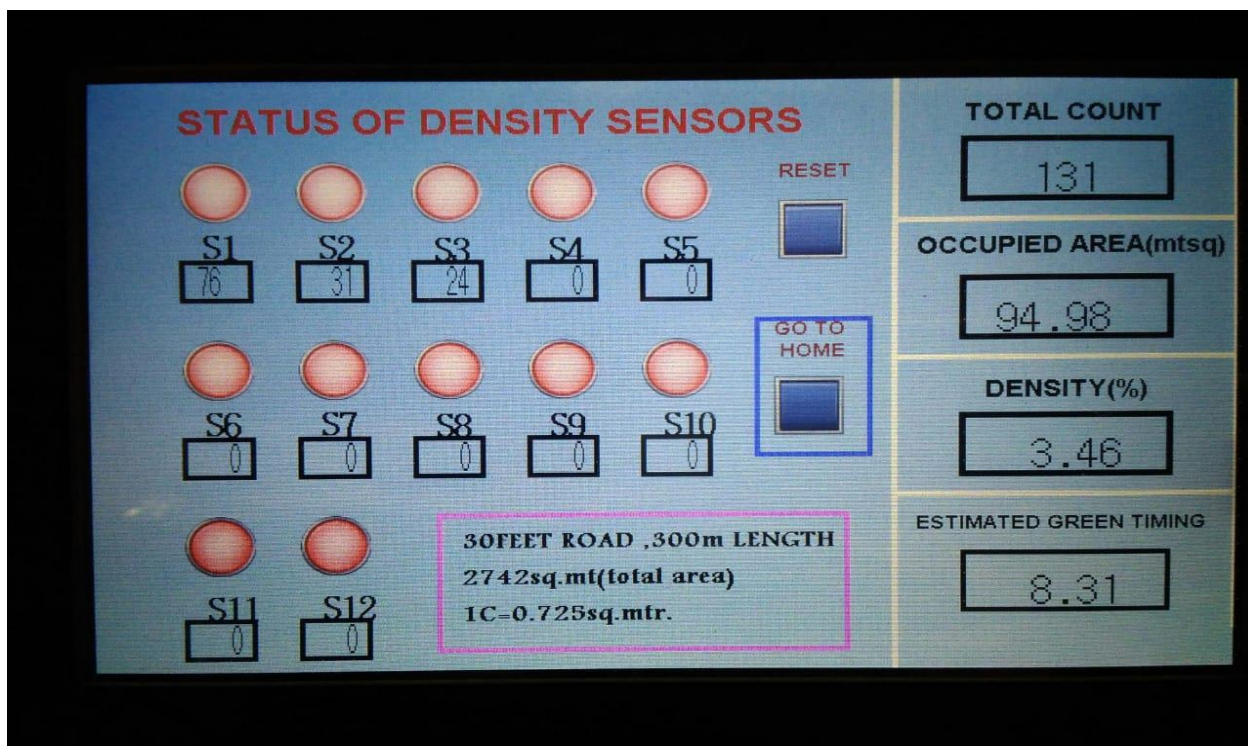 STATUS OF DENSITY SENSORS
RESET
S1 S2 S3 S4 S5
76 31 24 0 0
GO TO
HOME
S6 S7 S8 S9 S10
0 0 0 0 0
S11 S12
0 0
30FEET ROAD ,300m LENGTH
2742sq.mt(total area)
1C=0.725sq.mtr.
TOTAL COUNT
131
OCCUPIED AREA(mtsq)
94.98
DENSITY(%)
3.46
ESTIMATED GREEN TIMING
8.31